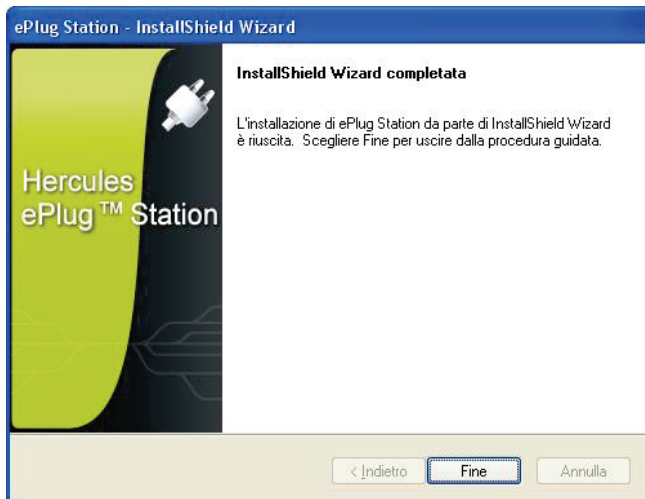 ePlug Station - InstallShield Wizard
InstallShield Wizard completata
L'installazione di ePlug Station da parte di InstallShield Wizard
è riuscita. Scegliere Fine per uscire dalla procedura guidata.
Hercules
ePlug™ Station
< Indietro
Fine
Annulla